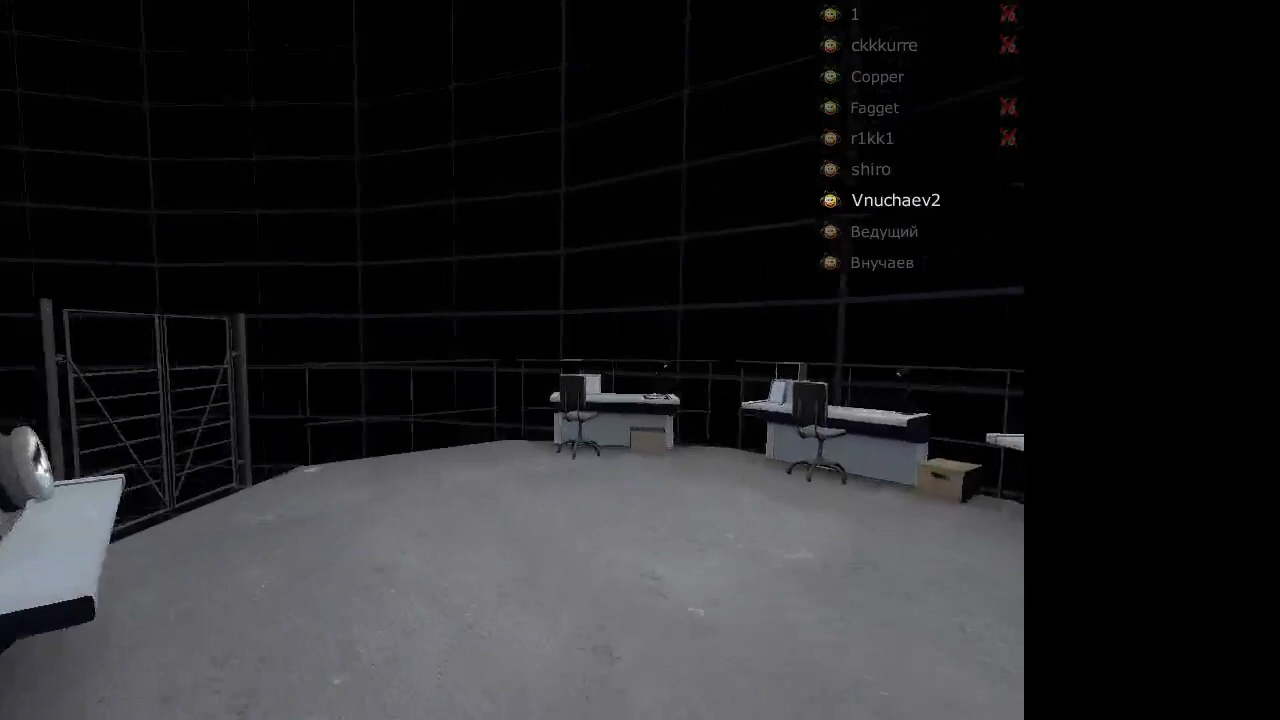 1
ckkkurre
Copper
Fagget
r1kk1
shiro
Vnuchaev2
Ведущий
Внучаев